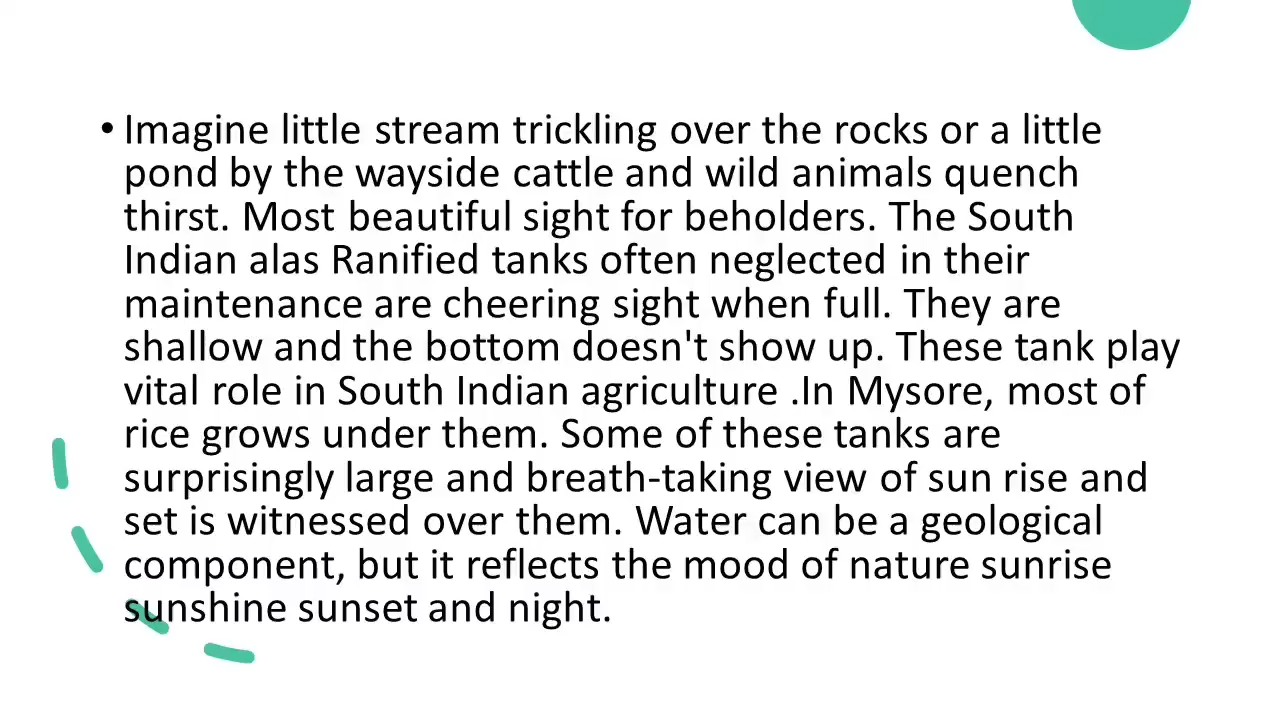 • Imagine little stream trickling over the rocks or a little
pond by the wayside cattle and wild animals quench
thirst. Most beautiful sight for beholders. The South
Indian alas Ranified tanks often neglected in their
maintenance are cheering sight when full. They are
shallow and the bottom doesn't show up. These tank play
vital role in South Indian agriculture .In Mysore, most of
rice grows under them. Some of these tanks are
surprisingly large and breath-taking view of sun rise and
set is witnessed over them. Water can be a geological
component, but it reflects the mood of nature sunrise
sunshine sunset and night.